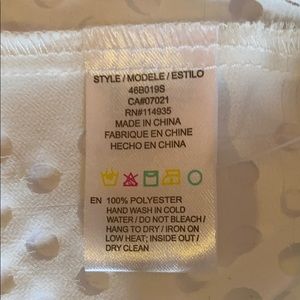 STYLE / MODELE / ESTILO
46B019S
CA#07021
RN#114935
MADE IN CHINA
FABRIQUE EN CHINE
HECHO EN CHINA
EN 100% POLYESTER
HAND WASH IN COLD
WATER / DO NOT BLEACH /
HANG TO DRY / IRON ON
LOW HEAT; INSIDE OUT /
DRY CLEAN